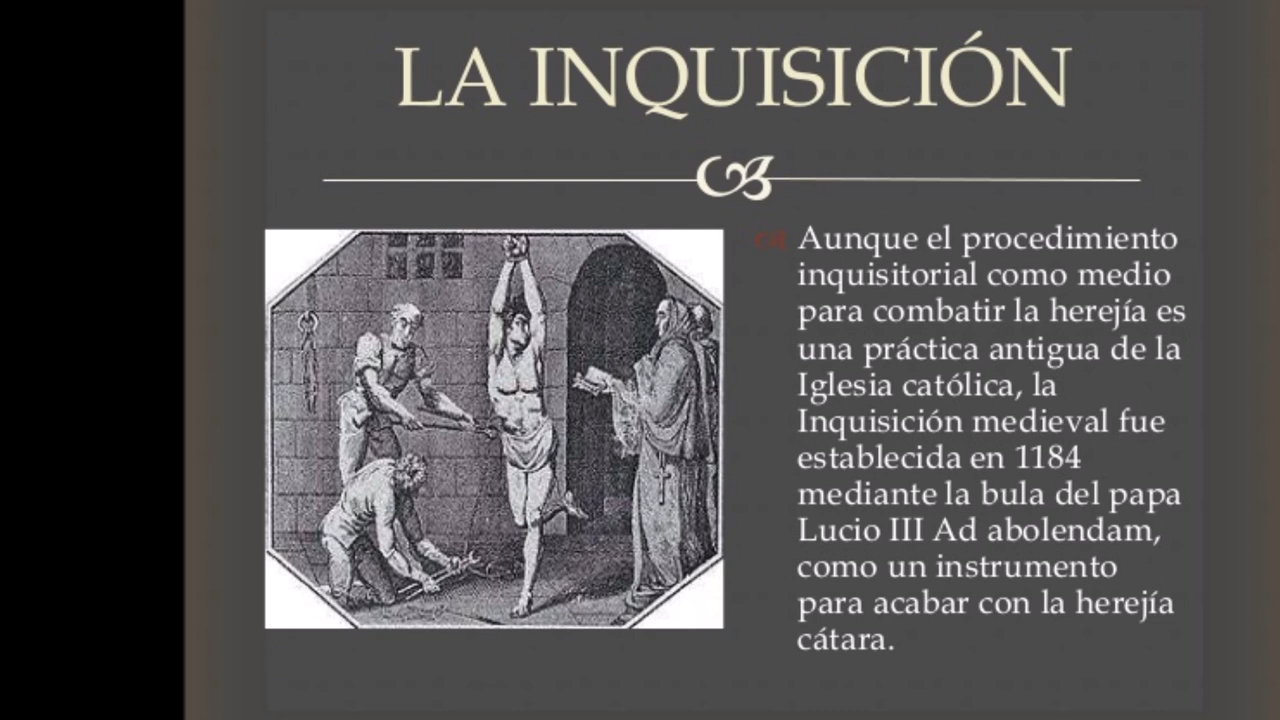 LA INQUISICIÓN
Aunque el procedimiento
inquisitorial como medio
para combatir la herejía es
una práctica antigua de la
Iglesia católica, la
Inquisición medieval fue
establecida en 1184
mediante la bula del papa
Lucio III Ad abolendam,
como un instrumento
para acabar con la herejía
cátara.